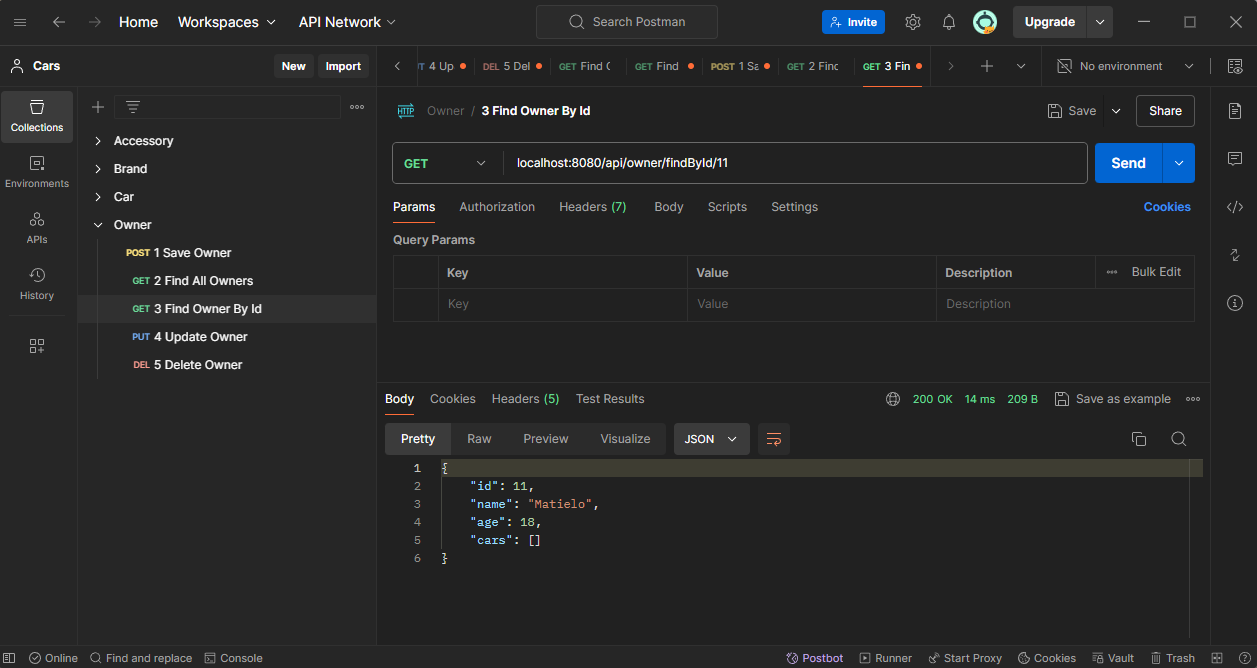 Home Workspaces API Network Search Postman Invite Upgrade
Cars New Import
4 Up DEL 5 Del GET Find GET Find POST 1 Sa GET 2 Finc GET 3 Fin No environment
Collections
Environments
APIs
History
Accessory
Brand
Car
Owner
POST 1 Save Owner
GET 2 Find All Owners
GET 3 Find Owner By Id
PUT 4 Update Owner
DEL 5 Delete Owner
HTTP Owner / 3 Find Owner By Id Save Share
GET localhost:8080/api/owner/findById/11 Send
Params Authorization Headers (7) Body Scripts Settings Cookies
Query Params
Key Value Description Bulk Edit
Key Value Description
Body Cookies Headers (5) Test Results 200 OK 14 ms 209 B Save as example
Pretty Raw Preview Visualize JSON
1 {
2 "id": 11,
3 "name": "Matielo",
4 "age": 18,
5 "cars": []
6 }
Online Find and replace Console Postbot Runner Start Proxy Cookies Vault Trash